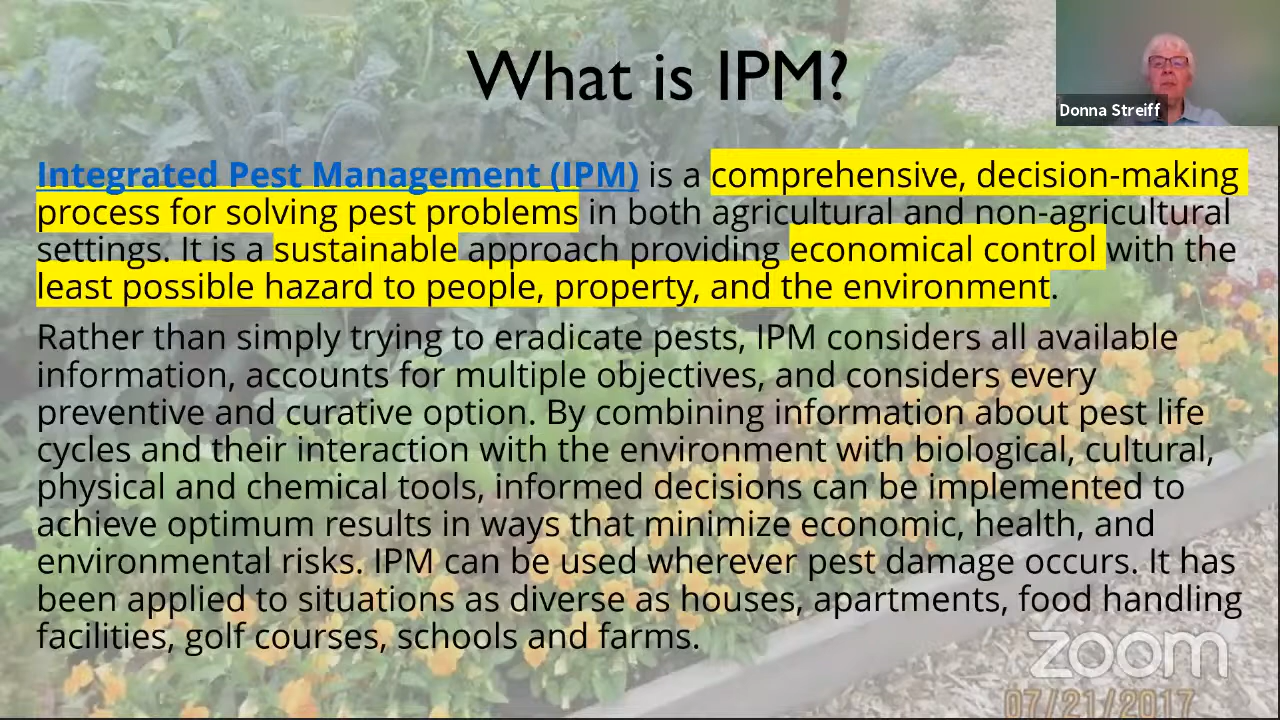 What is IPM?
Donna Streiff
Integrated Pest Management (IPM) is a comprehensive, decision-making
process for solving pest problems in both agricultural and non-agricultural
settings. It is a sustainable approach providing economical control with the
least possible hazard to people, property, and the environment.
Rather than simply trying to eradicate pests, IPM considers all available
information, accounts for multiple objectives, and considers every
preventive and curative option. By combining information about pest life
cycles and their interaction with the environment with biological, cultural,
physical and chemical tools, informed decisions can be implemented to
achieve optimum results in ways that minimize economic, health, and
environmental risks. IPM can be used wherever pest damage occurs. It has
been applied to situations as diverse as houses, apartments, food handling
facilities, golf courses, schools and farms.
zoom
07/21/2017